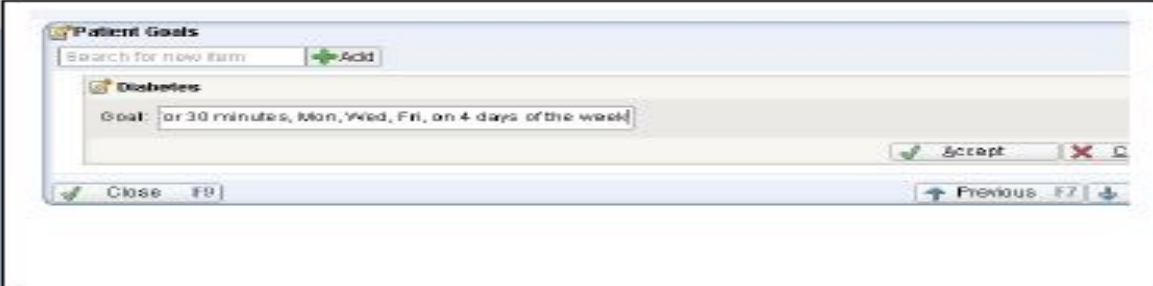 Patient Goals
Search for new item Add
Diabetes
Goal: or 30 minutes, Mon, Wed, Fri, on 4 days of the week
Accept
Close F9 Previous F7